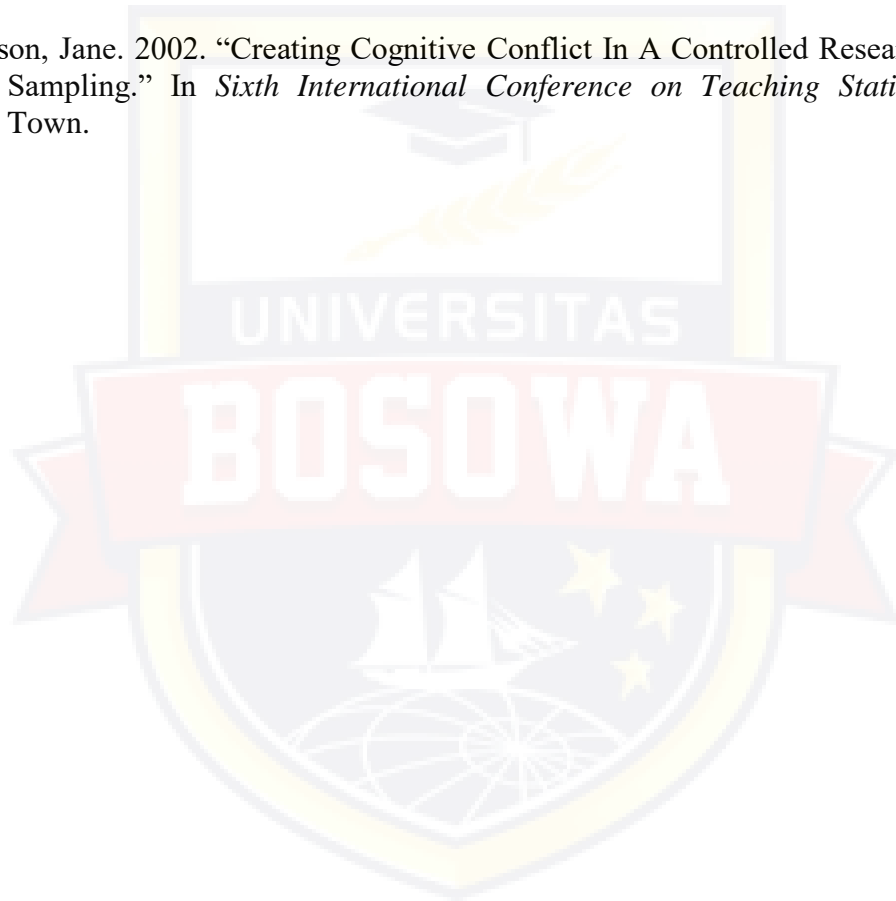 son, Jane. 2002. “Creating Cognitive Conflict In A Controlled Resea
Sampling.” In Sixth International Conference on Teaching Stati
Town.
UNIVERSITAS
BOSOWA